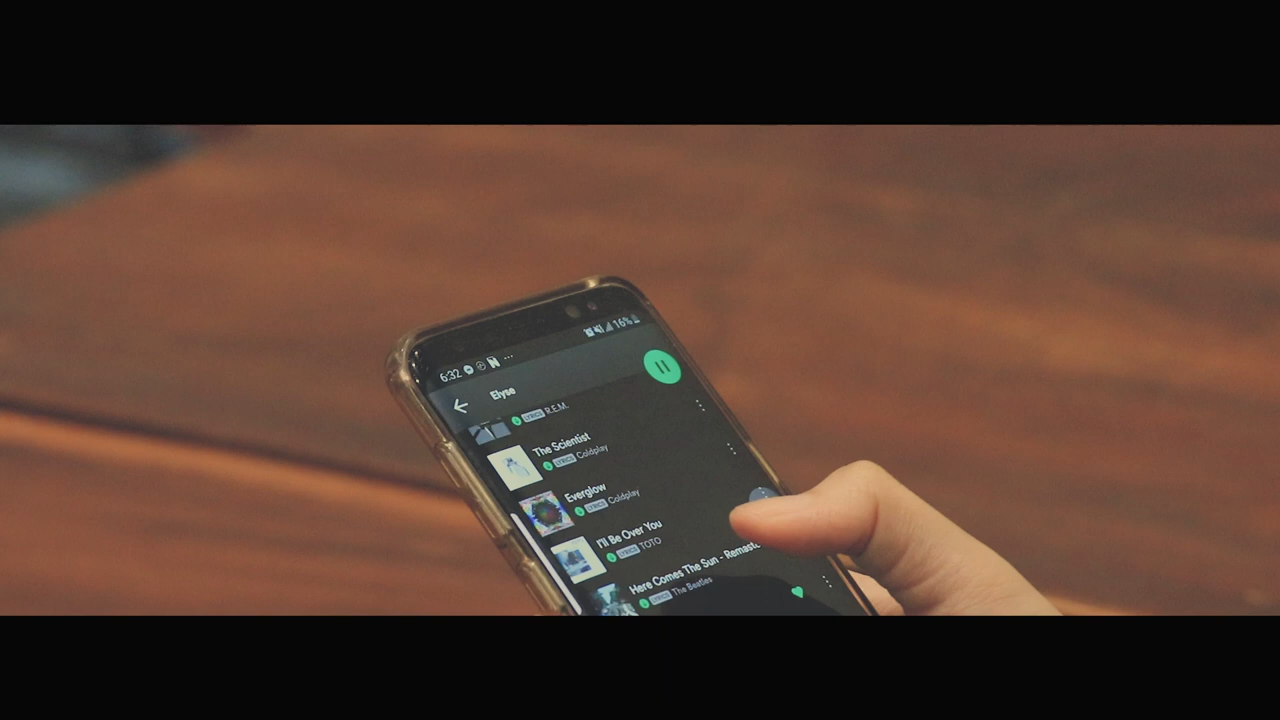 6:32 16%
Elyse
LYRICS R.E.M.
The Scientist
LYRICS Coldplay
Everglow
LYRICS Coldplay
I'll Be Over You
LYRICS TOTO
Here Comes The Sun - Remaste
LYRICS The Beatles